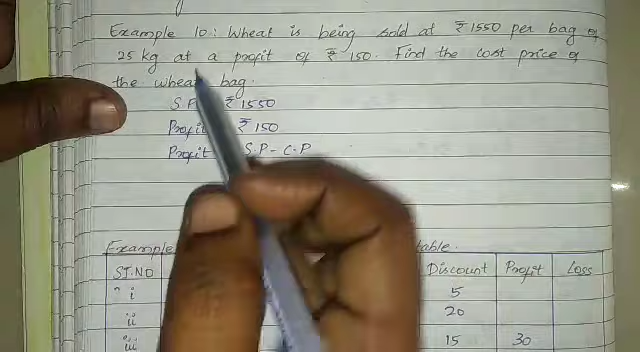 Example 10: Wheat is being sold at ₹1550 per bag of
25 kg at a profit of ₹ 150. Find the cost price of
the wheat bag.
S.P ₹ 1550
Profit ₹ 150
Profit S.P - C.P
Example table.
ST.NO Discount Profit Loss
i 5
ii 20
iii 15 30